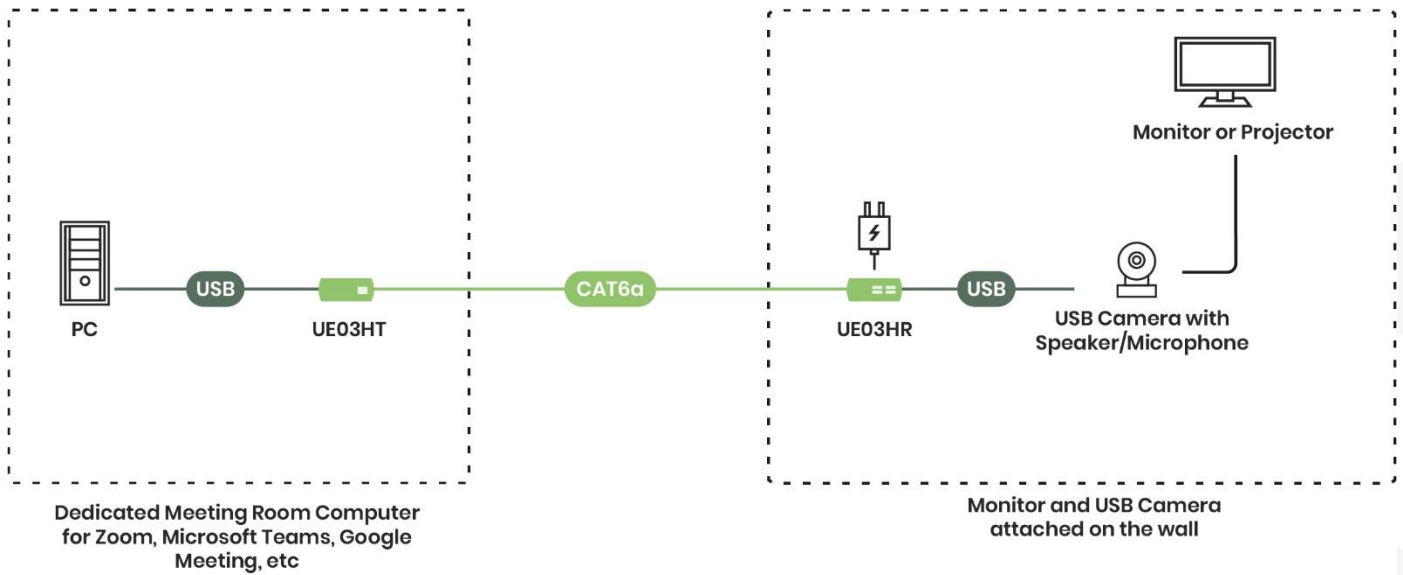 Monitor or Projector
USB
CAT6a
USB
PC
UE03HT
UE03HR
USB Camera with
Speaker/Microphone
Dedicated Meeting Room Computer
for Zoom, Microsoft Teams, Google
Meeting, etc
Monitor and USB Camera
attached on the wall